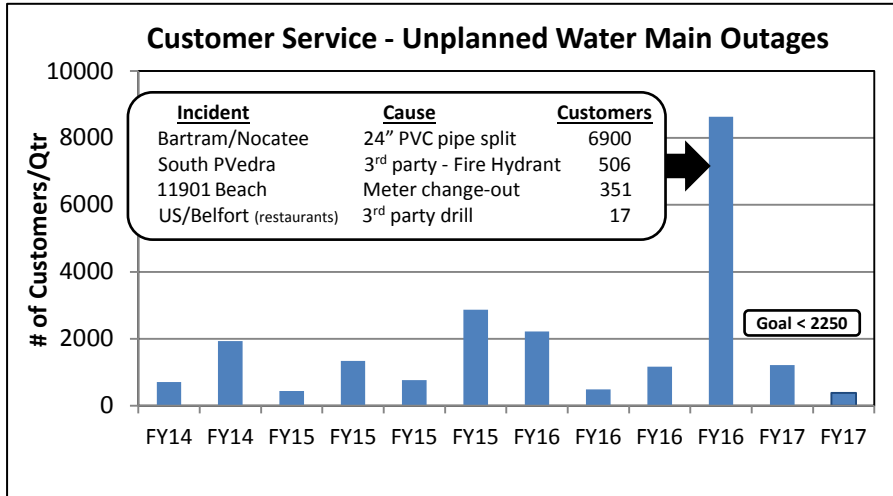 Customer Service - Unplanned Water Main Outages
# of Customers/Qtr
10000
8000
6000
4000
2000
0
Incident Cause Customers
Bartram/Nocatee 24” PVC pipe split 6900
South PVedra 3rd party - Fire Hydrant 506
11901 Beach Meter change-out 351
US/Belfort (restaurants) 3rd party drill 17
Goal < 2250
FY14 FY14 FY15 FY15 FY15 FY15 FY16 FY16 FY16 FY16 FY17 FY17